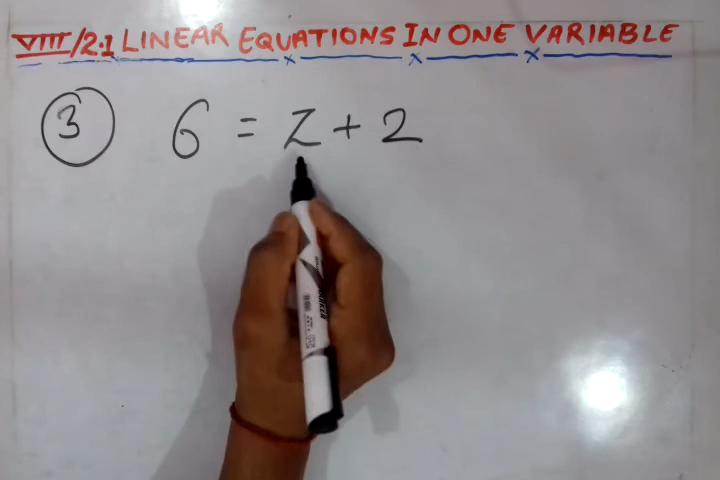 VIII/2.1 LINEAR EQUATIONS IN ONE VARIABLE
3 6 = z + 2